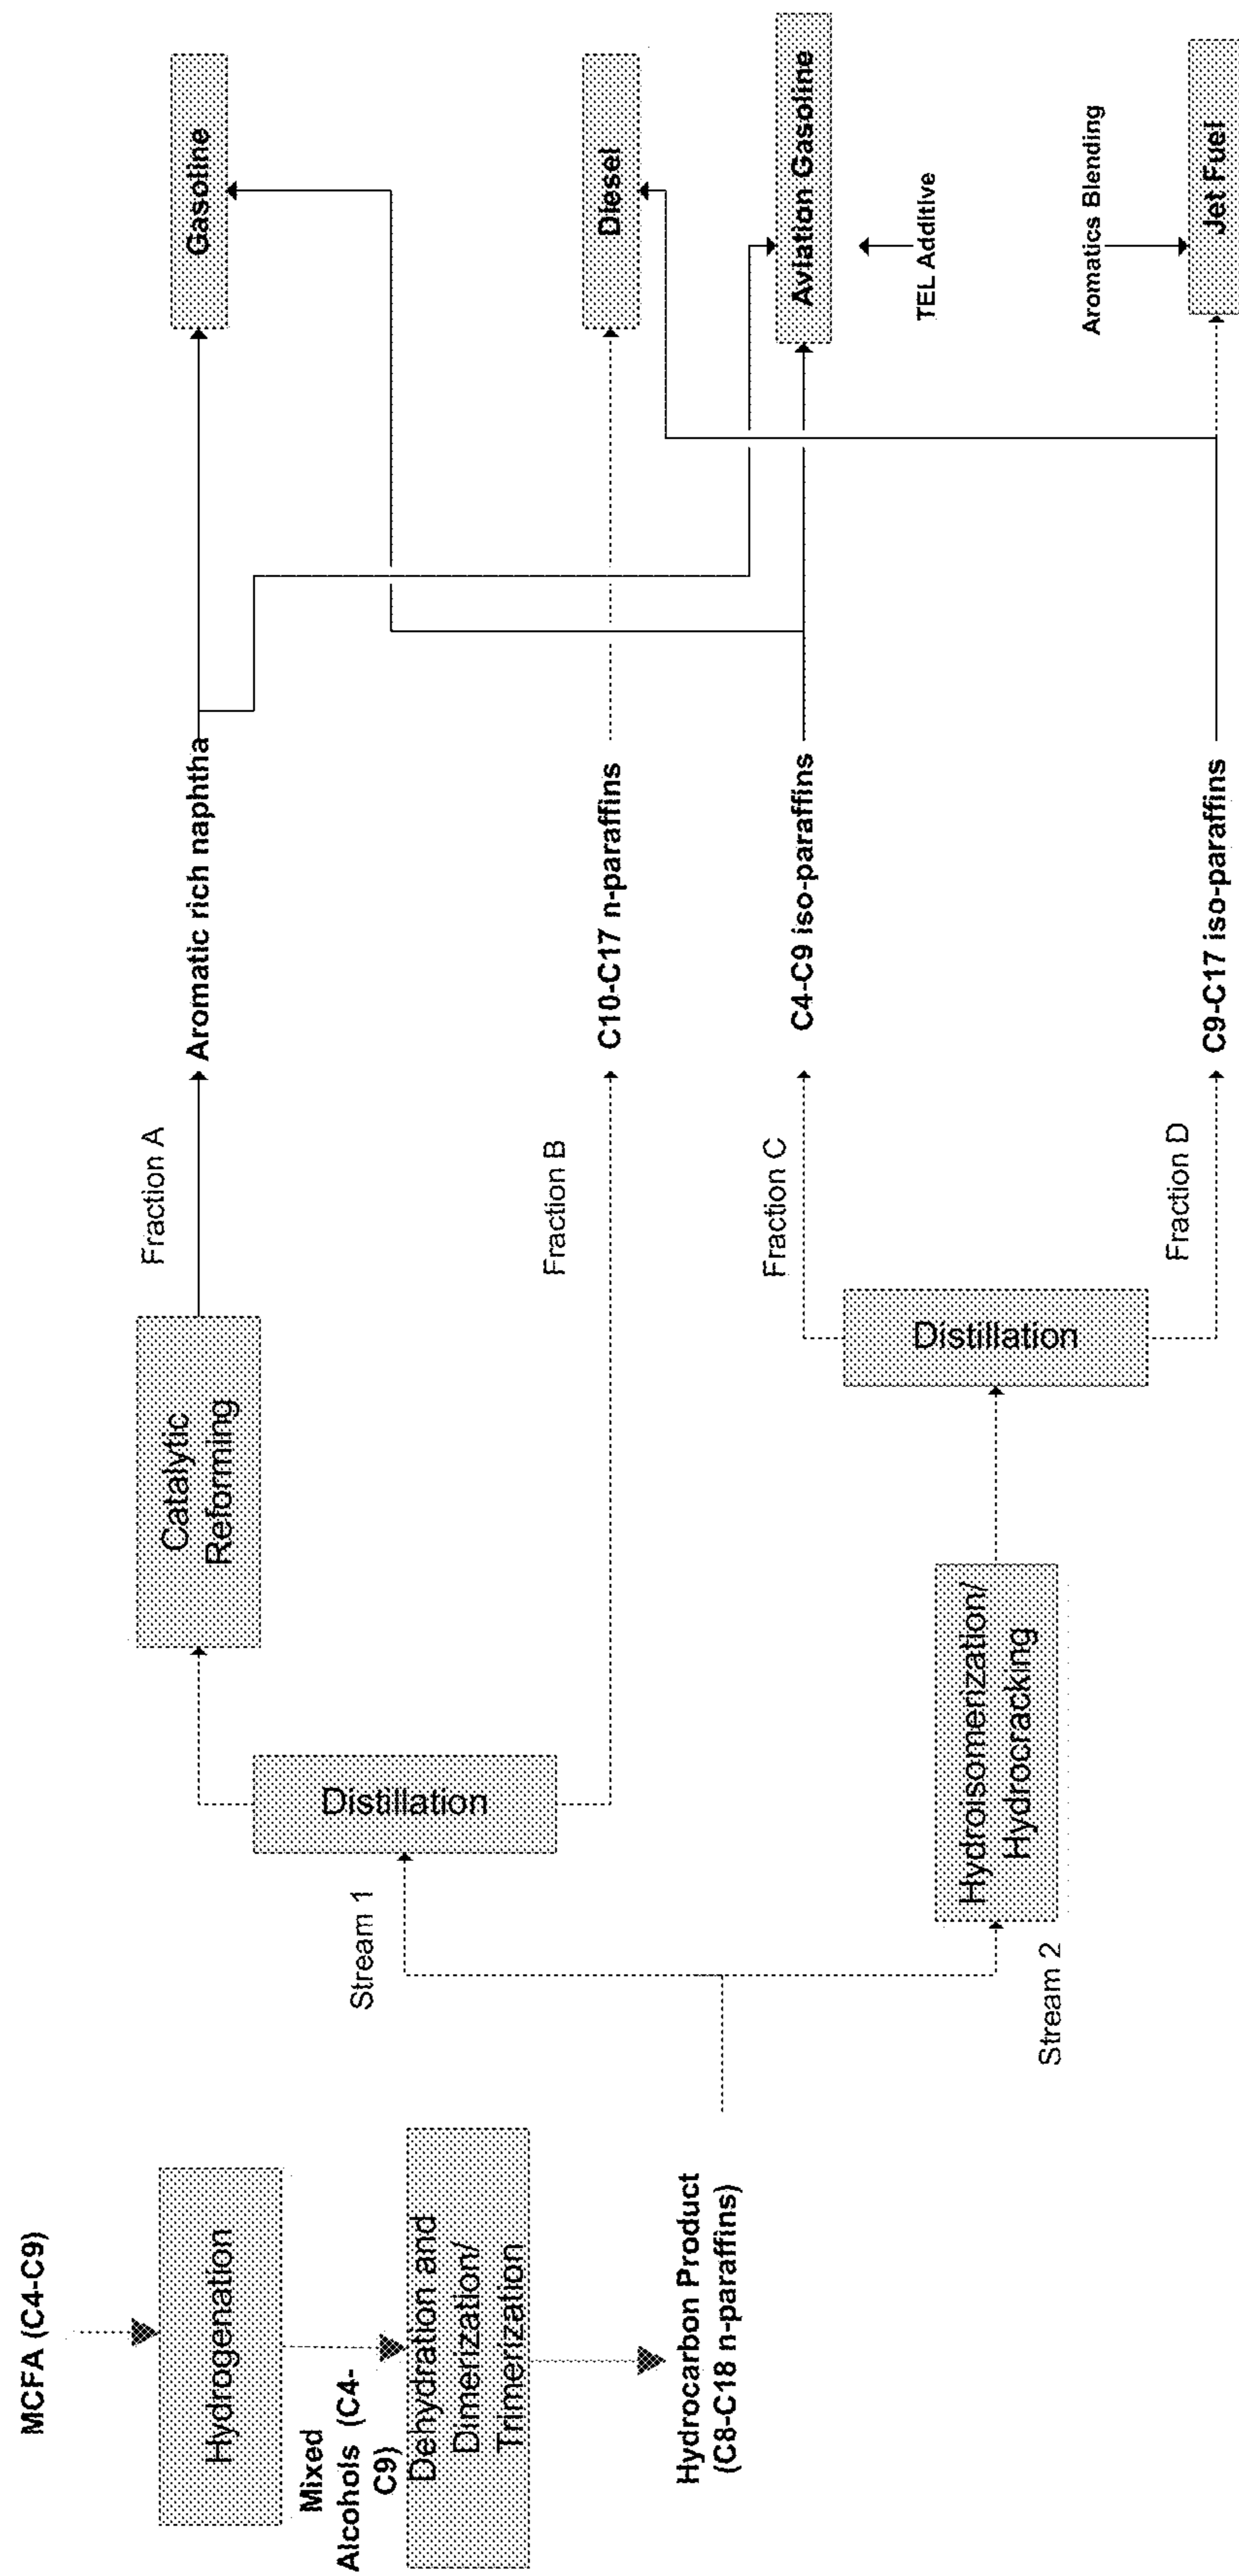 MCFA (C4-C9)
Hydrogenation
Mixed
Alcohols (C4-
C9)
Dehydration and
Dimerization/
Trimerization
Hydrocarbon Product
(C8-C18 n-paraffins)
Stream 1
Stream 2
Distillation
Hydroisomerization/
Hydrocracking
Catalytic
Reforming
Distillation
Fraction A
Fraction B
Fraction C
Fraction D
Aromatic rich naphtha
C10-C17 n-paraffins
C4-C9 iso-paraffins
C9-C17 iso-paraffins
Gasoline
Diesel
Aviation Gasoline
TEL Additive
Aromatics Blending
Jet Fuel